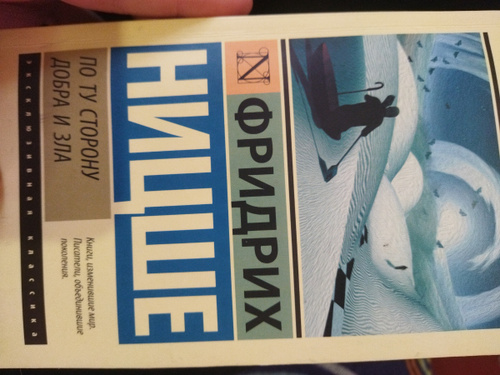 ФРИДРИХ
НИЦШЕ
ПО ТУ СТОРОНУ
ДОБРА И ЗЛА
Книги, изменившие мир.
Писатели, объединившие
поколения.
ЭКСКЛЮЗИВНАЯ КЛАССИКА